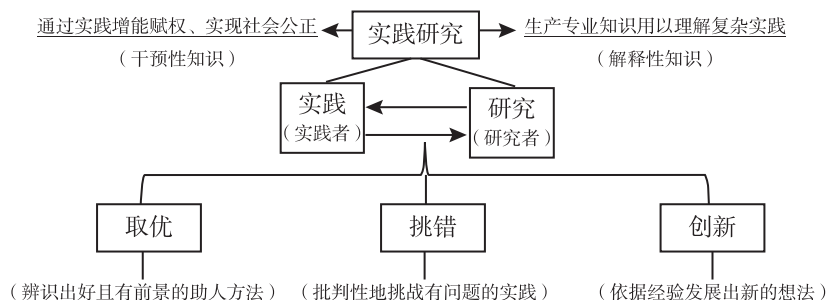 通过实践增能赋权、实现社会公正
实践研究
生产专业知识用以理解复杂实践
（干预性知识）
（解释性知识）
实践
（实践者）
研究
（研究者）
取优
挑错
创新
（辨识出好且有前景的助人方法）
（批判性地挑战有问题的实践）
（依据经验发展出新的想法）